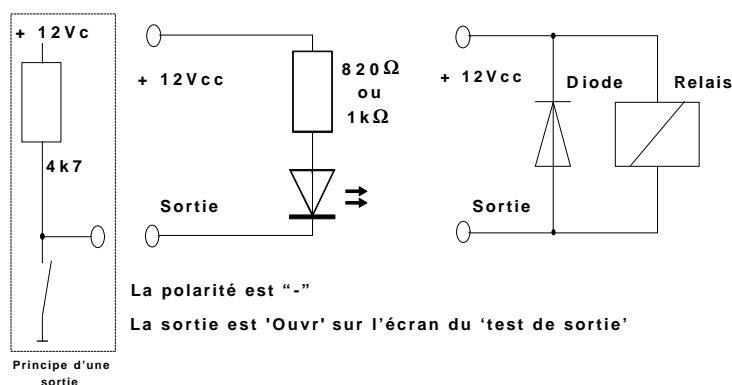 + 12Vc
4k7
Principe d'une
sortie
+ 12Vcc
820Ω
ou
1kΩ
Sortie
+ 12Vcc
Diode
Relais
Sortie
La polarité est “-”
La sortie est 'Ouvr' sur l’écran du ‘test de sortie’